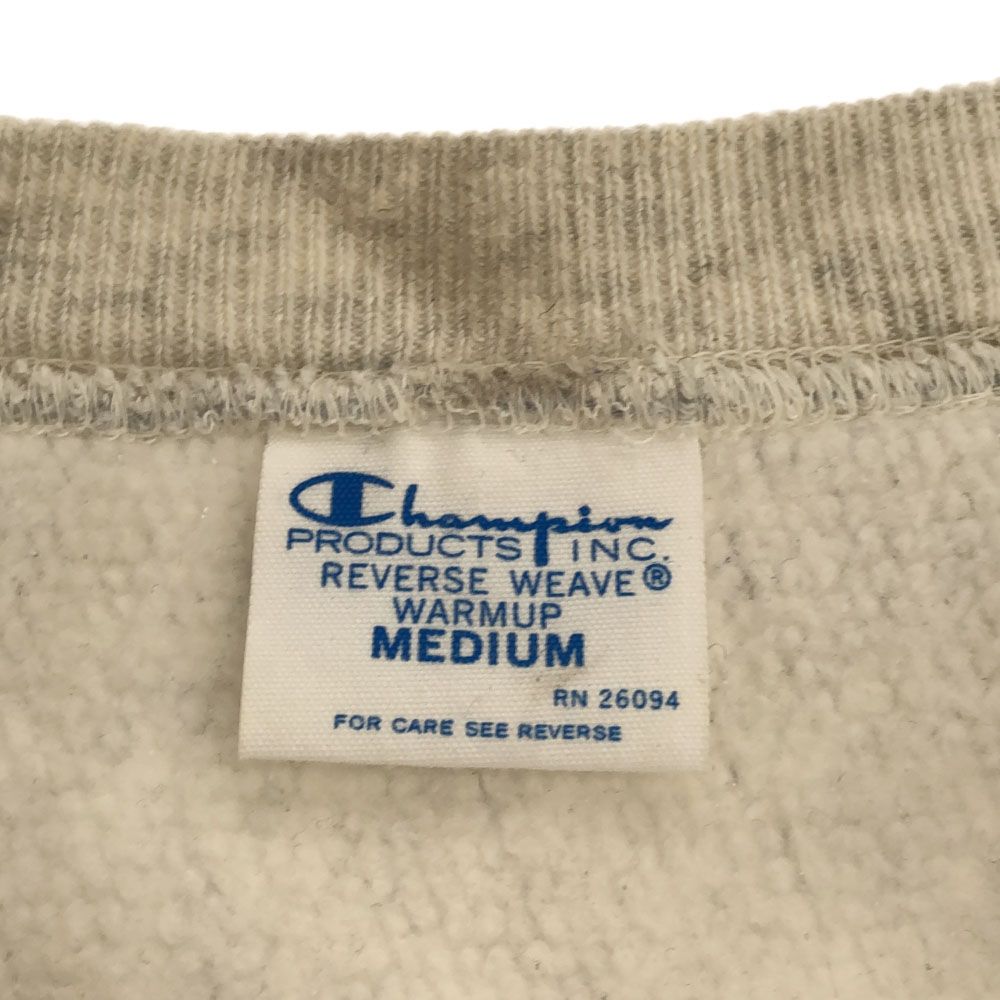 Champion
PRODUCTS INC.
REVERSE WEAVE®
WARMUP
MEDIUM
RN 26094
FOR CARE SEE REVERSE